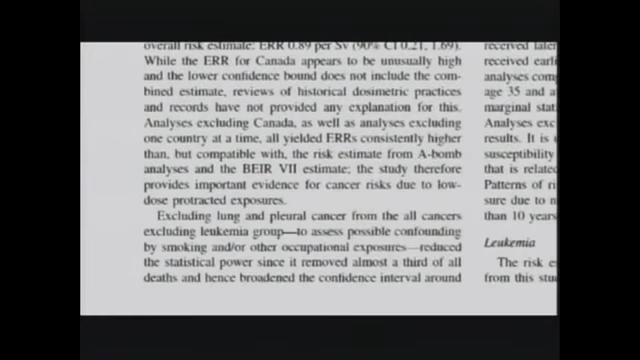 overall risk estimate: ERR 0.89 per Sv (90% CI 0.21, 1.69).
While the ERR for Canada appears to be unusually high
and the lower confidence bound does not include the com-
bined estimate, reviews of historical dosimetric practices
and records have not provided any explanation for this.
Analyses excluding Canada, as well as analyses excluding
one country at a time, all yielded ERRs consistently higher
than, but compatible with, the risk estimate from A-bomb
analyses and the BEIR VII estimate; the study therefore
provides important evidence for cancer risks due to low-
dose protracted exposures.
Excluding lung and pleural cancer from the all cancers
excluding leukemia group—to assess possible confounding
by smoking and/or other occupational exposures—reduced
the statistical power since it removed almost a third of all
deaths and hence broadened the confidence interval around
received later
received earli
analyses com
age 35 and a
marginal stat
Analyses exc
results. It is
susceptibility
that is related
Patterns of ri
sure due to n
than 10 years
Leukemia
The risk e
from this stu